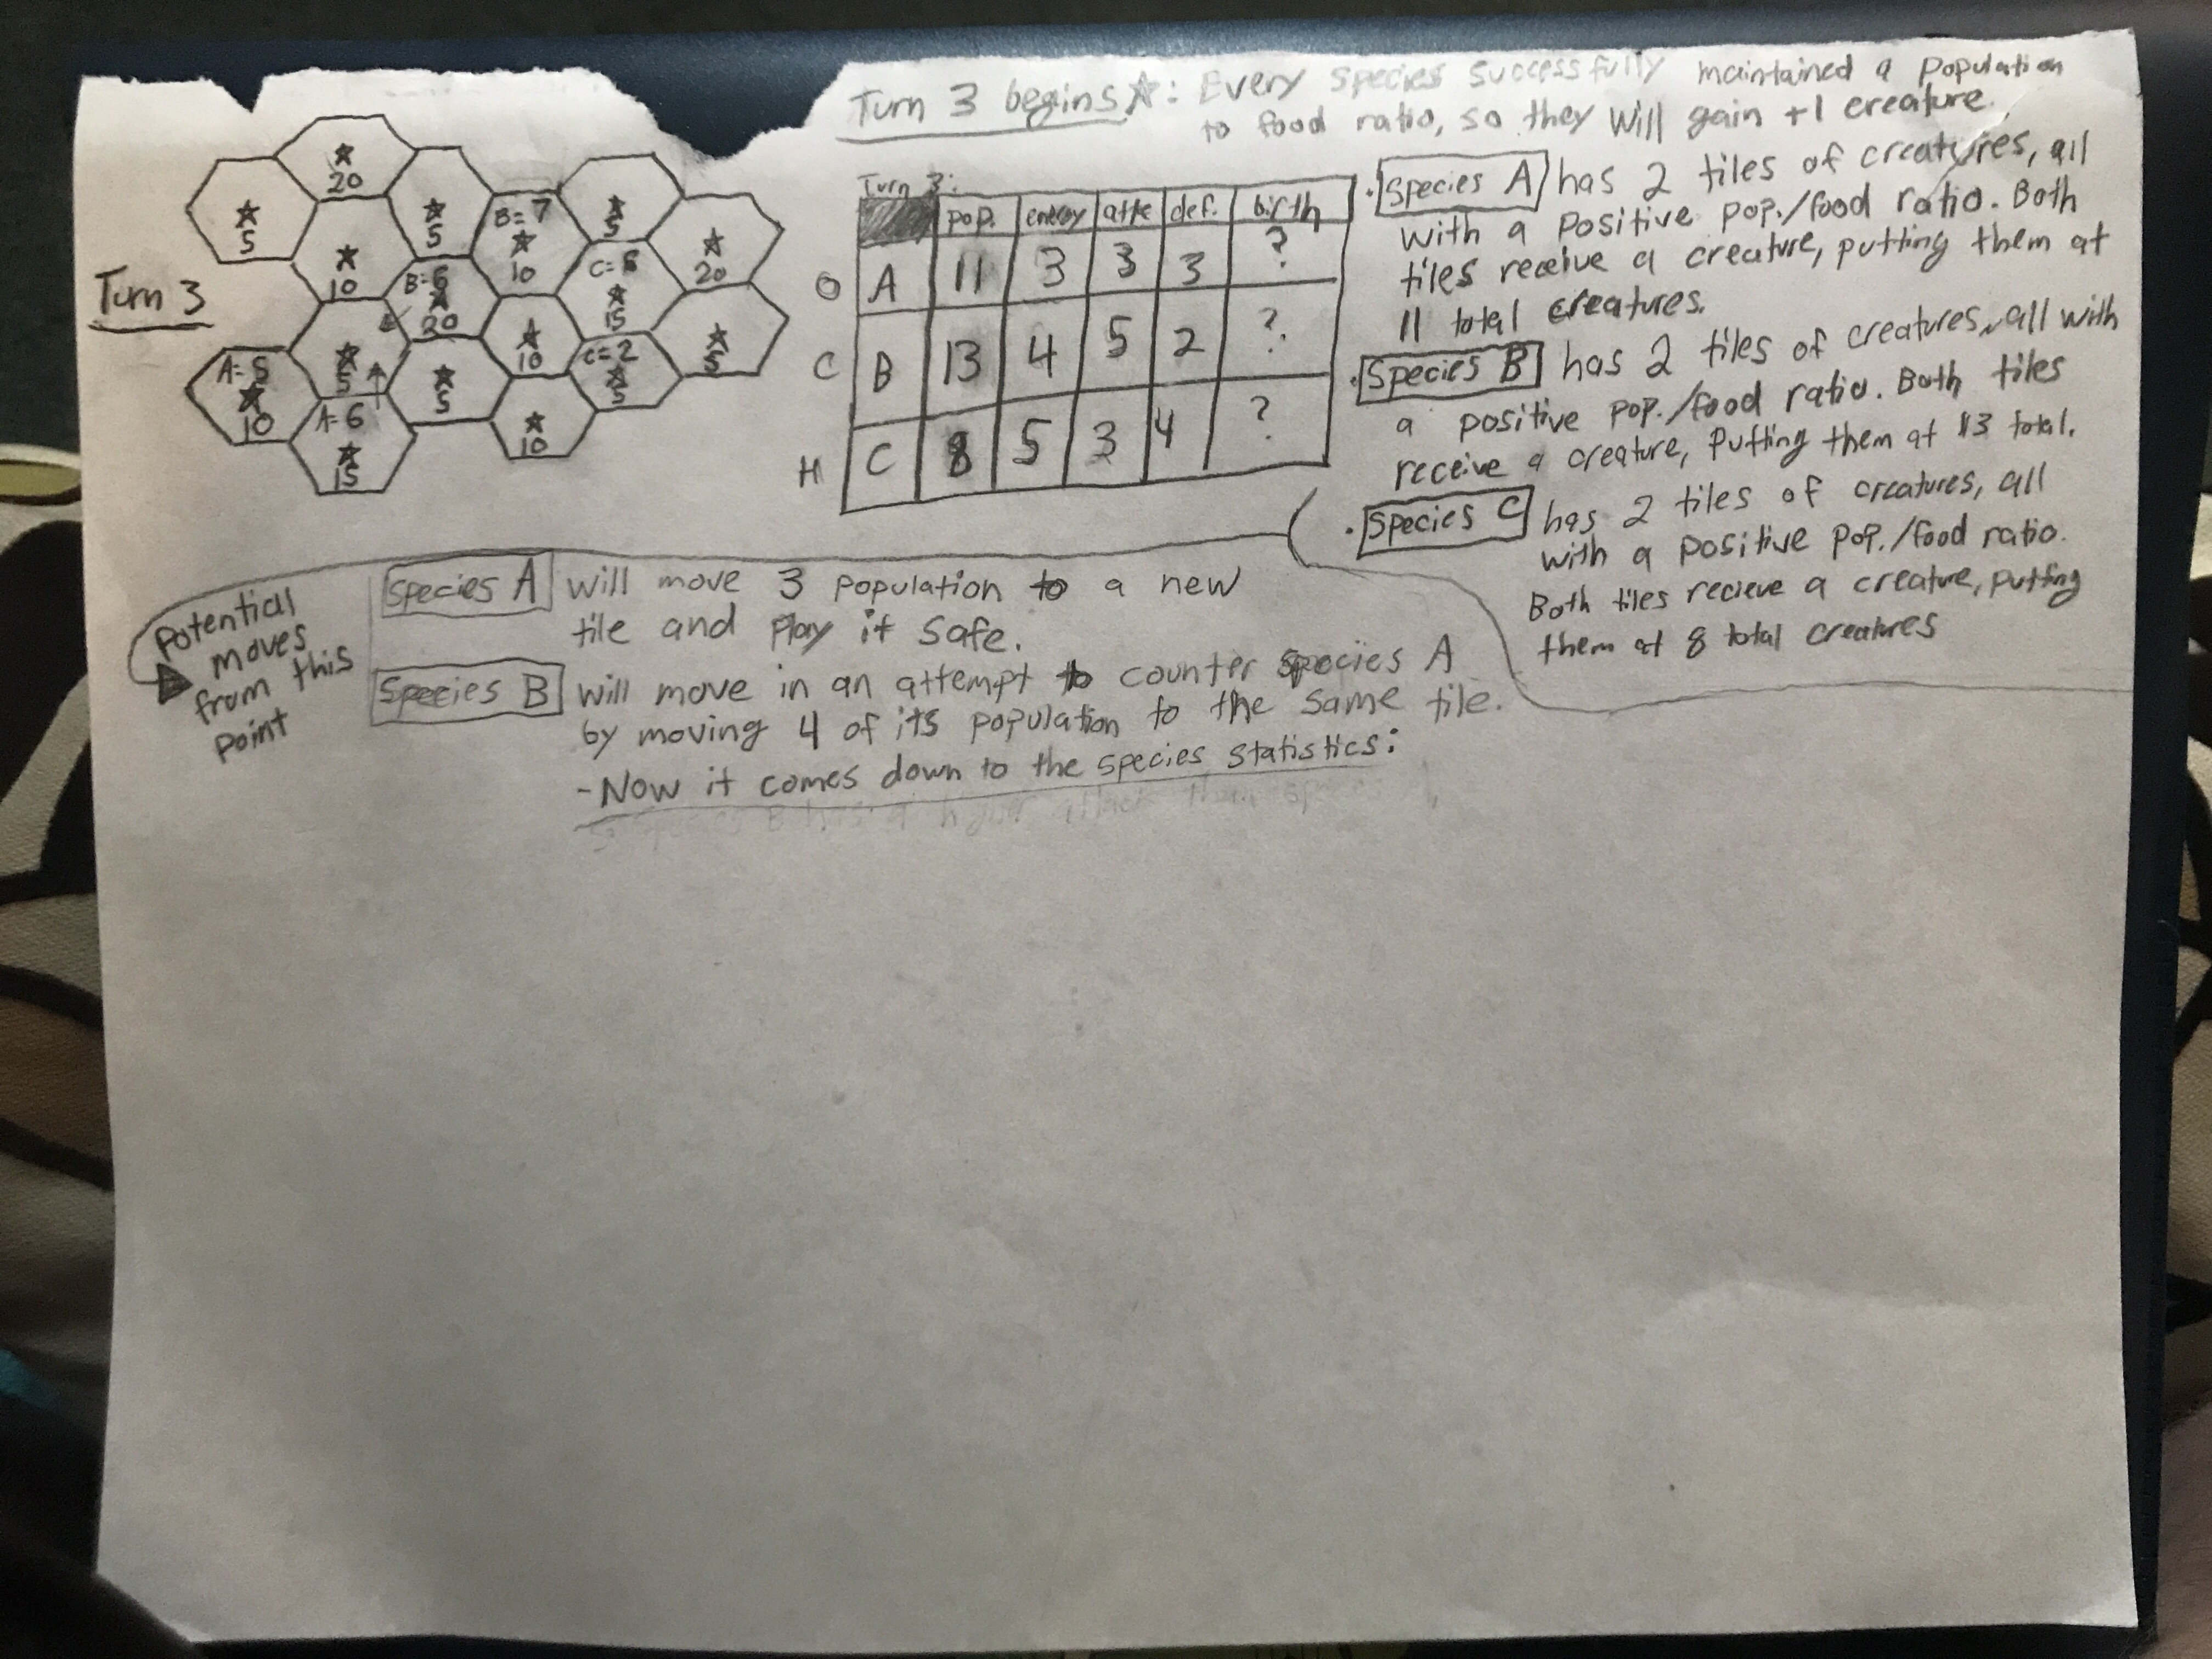 Turn 3 begins☆: Every species successfully maintained a population
to food ratio, so they will gain +1 creature.
Turn 3
☆ 20
☆ 5
☆ 5
B=7 ☆ 10
☆ 5
☆ 20
☆ 10
B=6 ☆ 20
C=6 ☆ 15
☆ 5
☆ 10
C=2 ☆ 5
☆ 5
A=5 ☆ 10
☆ 5
A=6 ☆ 15
☆ 10
Turn 3:
pop. energy attk def. birth
O A 11 3 3 3 ?
C B 13 4 5 2 ?
H C 8 5 3 4 ?
· Species A has 2 tiles of creatures, all
with a positive pop./food ratio. Both
tiles receive a creature, putting them at
11 total creatures.
· Species B has 2 tiles of creatures, all with
a positive pop./food ratio. Both tiles
receive a creature, putting them at 13 total.
· Species C has 2 tiles of creatures, all
with a positive pop./food ratio.
Both tiles recieve a creature, putting
them at 8 total creatures
Potential
moves
from this
point
Species A will move 3 population to a new
tile and play it safe.
Species B will move in an attempt to counter species A
by moving 4 of its population to the same tile.
-Now it comes down to the species statistics: